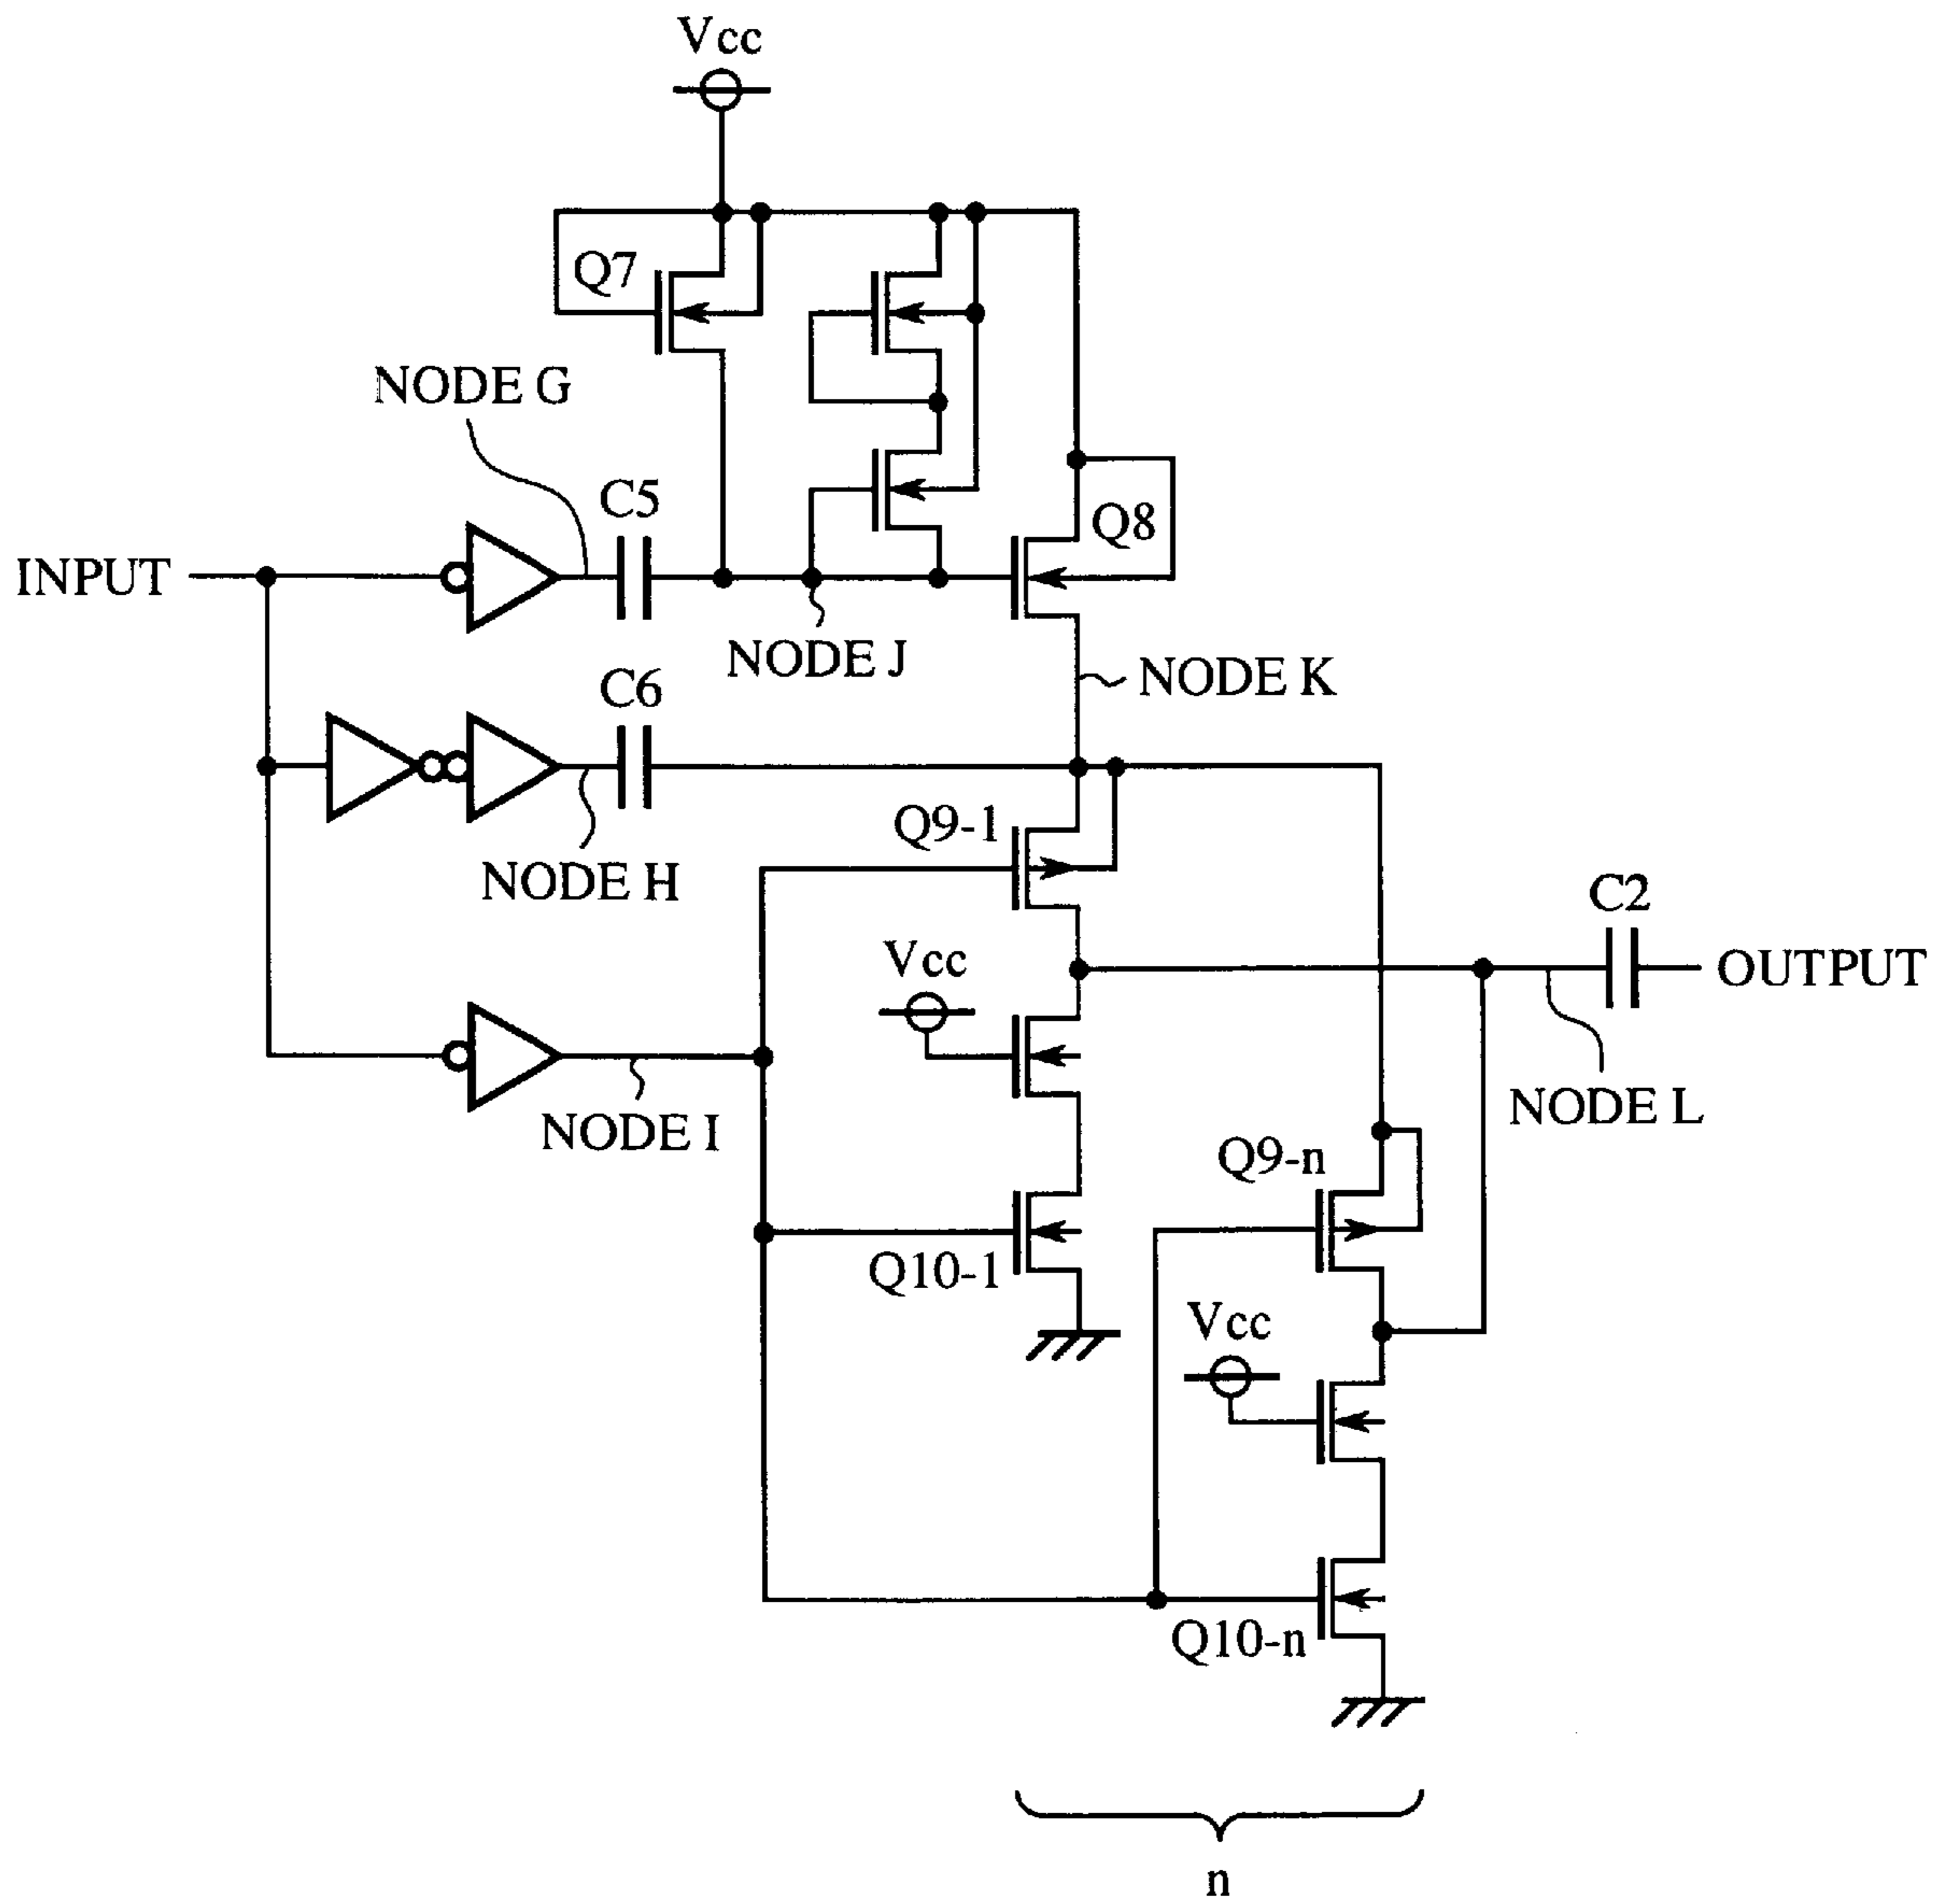 Vcc
Q7
NODE G
C5
Q8
INPUT
NODE J
NODE K
C6
Q9-1
NODE H
C2
Vcc
OUTPUT
NODE I
NODE L
Q9-n
Q10-1
Vcc
Q10-n
n